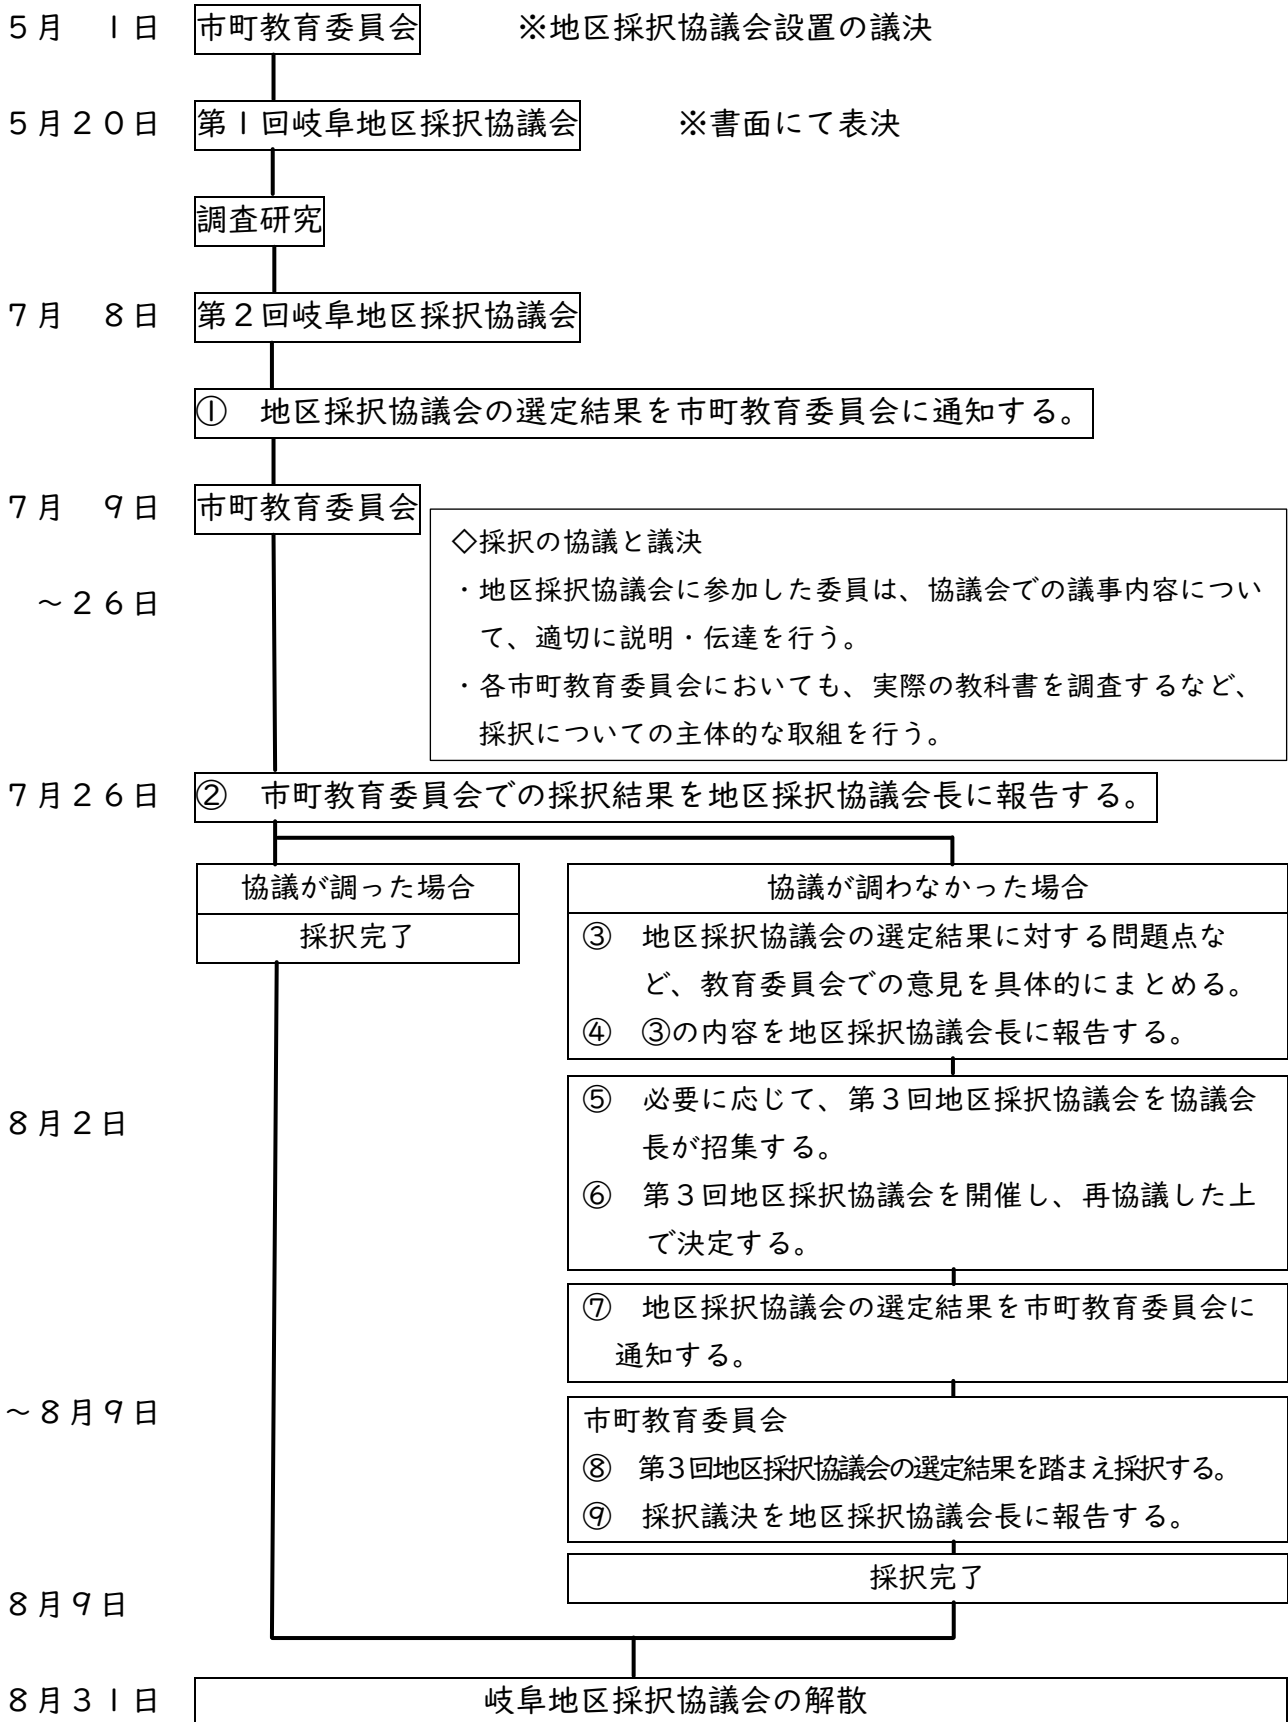 ５月　１日　市町教育委員会　※地区採択協議会設置の議決
５月２０日　第１回岐阜地区採択協議会　※書面にて表決
調査研究
７月　８日　第２回岐阜地区採択協議会
①　地区採択協議会の選定結果を市町教育委員会に通知する。
７月　９日　市町教育委員会
～２６日
◇採択の協議と議決
・地区採択協議会に参加した委員は、協議会での議事内容につい
て、適切に説明・伝達を行う。
・各市町教育委員会においても、実際の教科書を調査するなど、
採択についての主体的な取組を行う。
７月２６日　②　市町教育委員会での採択結果を地区採択協議会長に報告する。
協議が調った場合
採択完了
協議が調わなかった場合
③　地区採択協議会の選定結果に対する問題点な
ど、教育委員会での意見を具体的にまとめる。
④　③の内容を地区採択協議会長に報告する。
８月２日
⑤　必要に応じて、第３回地区採択協議会を協議会
長が招集する。
⑥　第３回地区採択協議会を開催し、再協議した上
で決定する。
⑦　地区採択協議会の選定結果を市町教育委員会に
通知する。
～８月９日
市町教育委員会
⑧　第３回地区採択協議会の選定結果を踏まえ採択する。
⑨　採択議決を地区採択協議会長に報告する。
採択完了
８月９日
８月３１日　岐阜地区採択協議会の解散